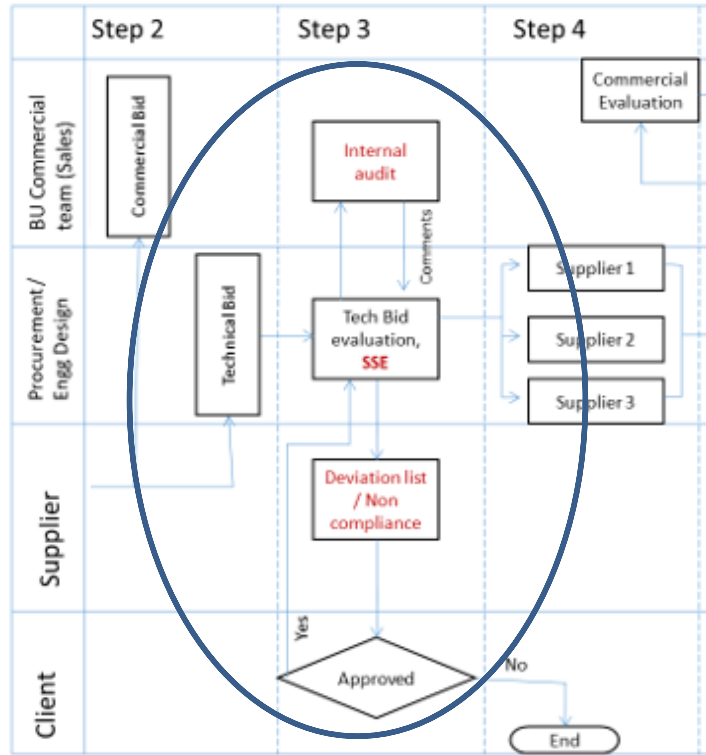 Step 2
Step 3
Step 4
BU Commercial
team (Sales)
Commercial Bid
Internal
audit
Comments
Commercial
Evaluation
Procurement /
Engg Design
Technical Bid
Tech Bid
evaluation,
SSE
Supplier 1
Supplier 2
Supplier 3
Supplier
Deviation list
/ Non
compliance
Client
Yes
Approved
No
End